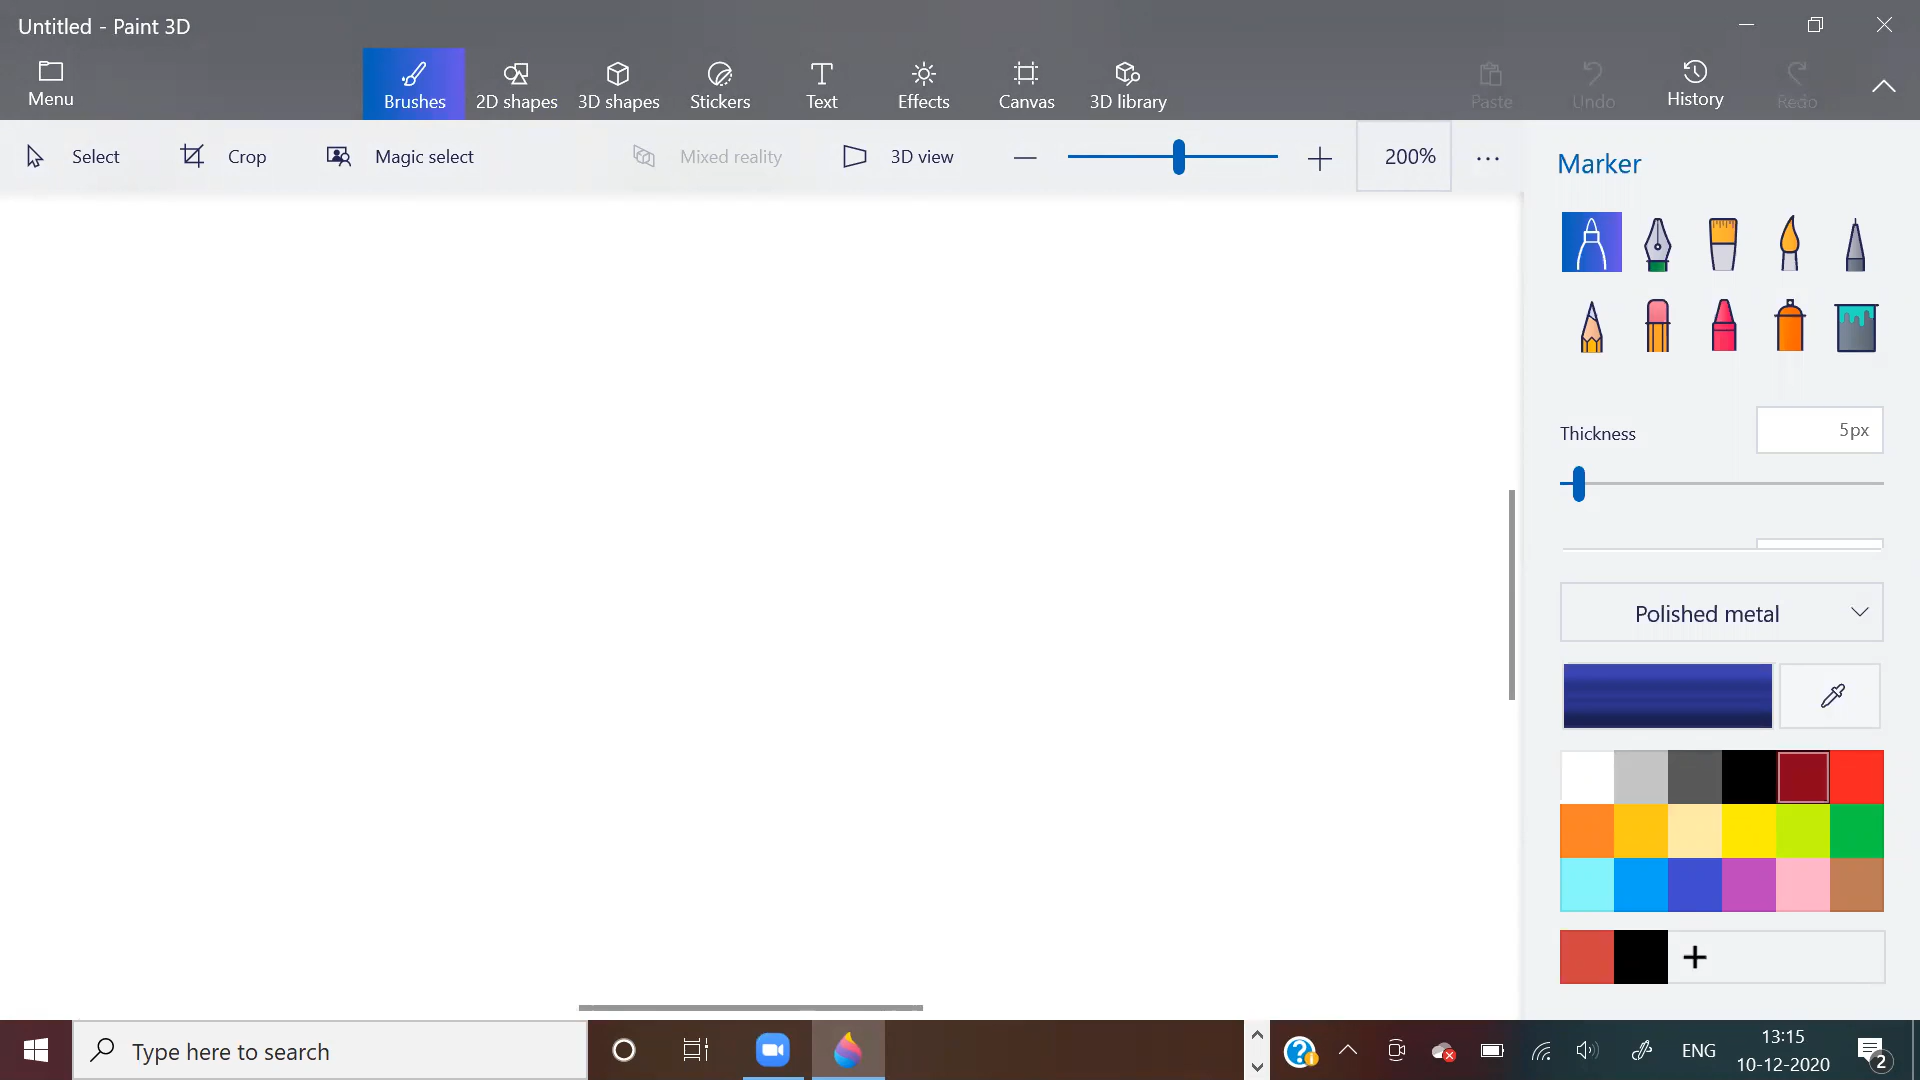 Untitled - Paint 3D
Menu
Brushes
2D shapes
3D shapes
Stickers
Text
Effects
Canvas
3D library
Paste
Undo
History
Redo
Select
Crop
Magic select
Mixed reality
3D view
200%
Marker
Thickness
5px
Polished metal
Type here to search
ENG
13:15
10-12-2020
2